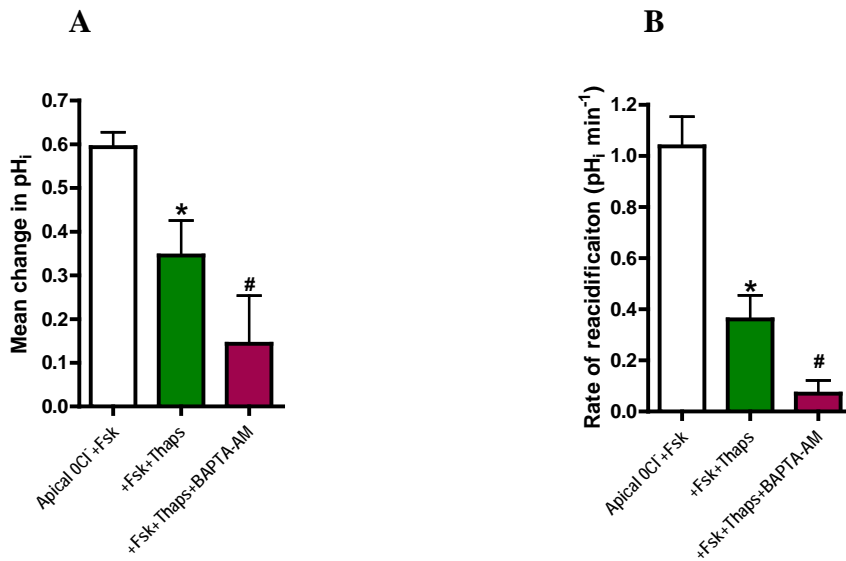 A
B
Mean change in pHi
0.7
0.6
0.5
0.4
0.3
0.2
0.1
0.0
*
#
Apical 0Cl-+Fsk
+Fsk+Thaps
+Fsk+Thaps+BAPTA-AM
Rate of reacidificaiton (pHi min-1)
1.2
1.0
0.8
0.6
0.4
0.2
0.0
*
#
Apical 0Cl-+Fsk
+Fsk+Thaps
+Fsk+Thaps+BAPTA-AM